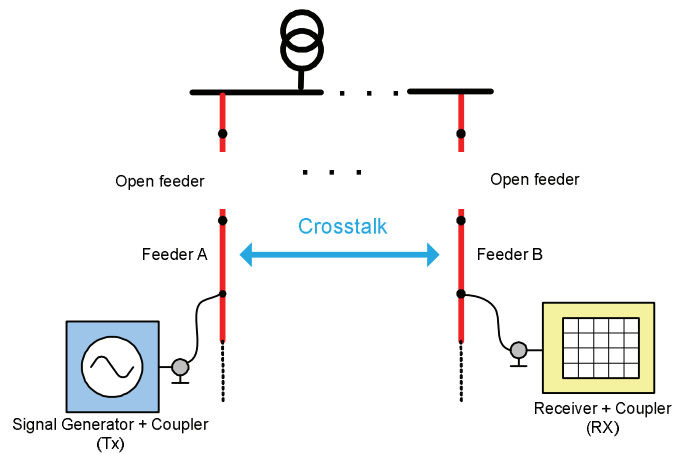 Open feeder
Open feeder
Crosstalk
Feeder A
Feeder B
Signal Generator + Coupler
(Tx)
Receiver + Coupler
(RX)